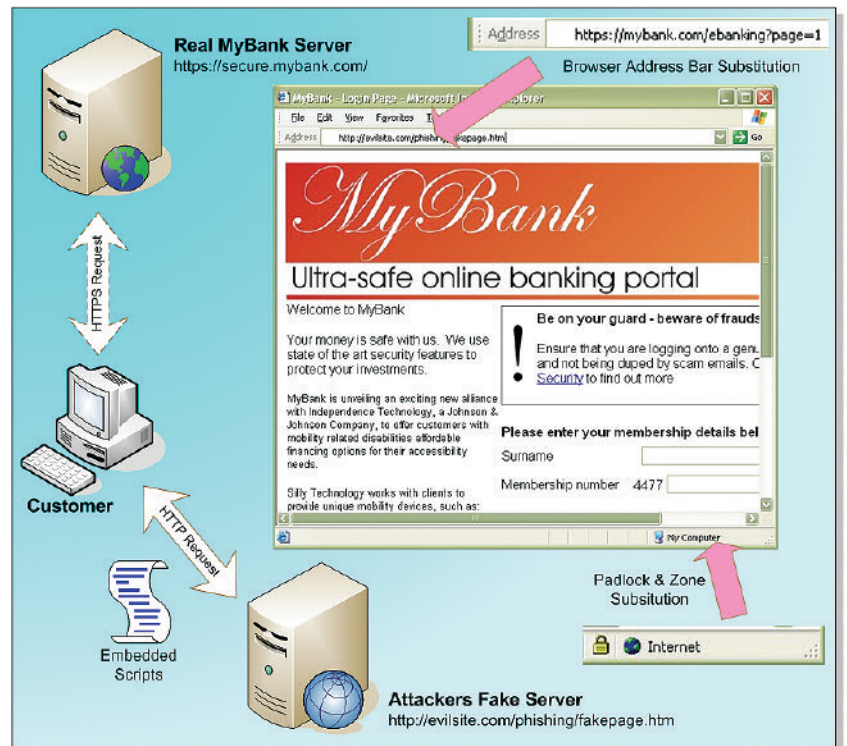 Real MyBank Server
https://secure.mybank.com/
Address https://mybank.com/ebanking?page=1
Browser Address Bar Substitution
MyBank - Login Page - Microsoft Explorer
File Edit View Favorites
Address http://evilsite.com/phishing/fakepage.htm Go
MyBank
Ultra-safe online banking portal
Welcome to MyBank
Your money is safe with us. We use
state of the art security features to
protect your investments.
MyBank is unveiling an exciting new alliance
with Independence Technology, a Johnson &
Johnson Company, to offer customers with
mobility related disabilities affordable
financing options for their accessibility
needs.
Silly Technology works with clients to
provide unique mobility devices, such as:
! Be on your guard - beware of frauds
Ensure that you are logging onto a genu
and not being duped by scam emails. C
Security to find out more
Please enter your membership details bel
Surname
Membership number 4477
My Computer
HTTPS Request
Customer
HTTP Request
Embedded
Scripts
Padlock & Zone
Subsitution
Internet
Attackers Fake Server
http://evilsite.com/phishing/fakepage.htm